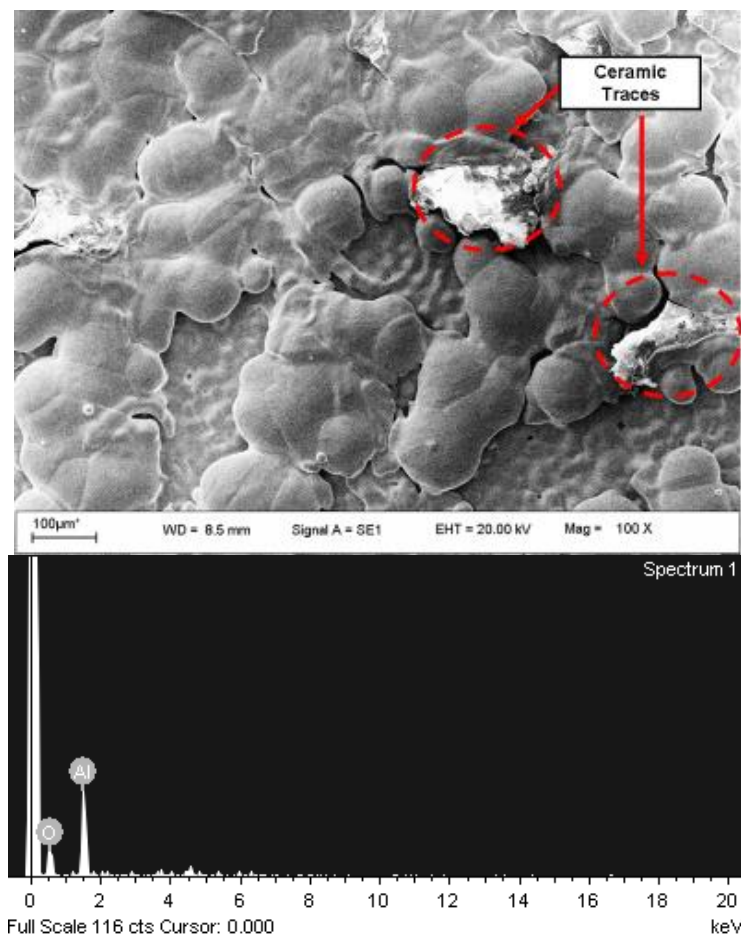 Ceramic
Traces
100µm*
WD = 8.5 mm Signal A = SE1 EHT = 20.00 kV Mag = 100 X
Spectrum 1
Al
O
0 2 4 6 8 10 12 14 16 18 20
Full Scale 116 cts Cursor: 0.000 keV